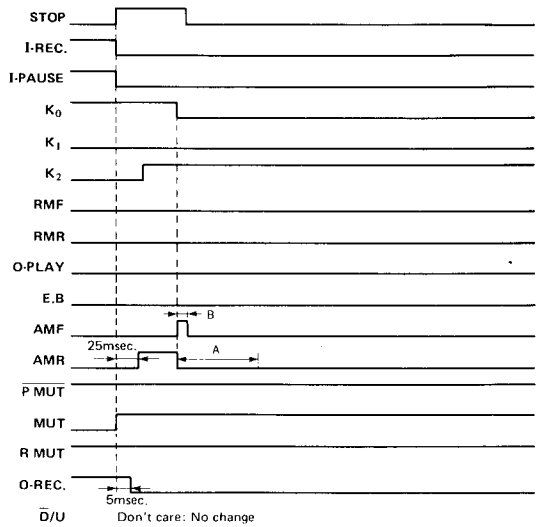 STOP
I-REC.
I-PAUSE
K0
K1
K2
RMF
RMR
O-PLAY
E.B
B
AMF
25msec.
A
AMR
P MUT
MUT
R MUT
O-REC.
5msec.
D̅/U Don't care: No change